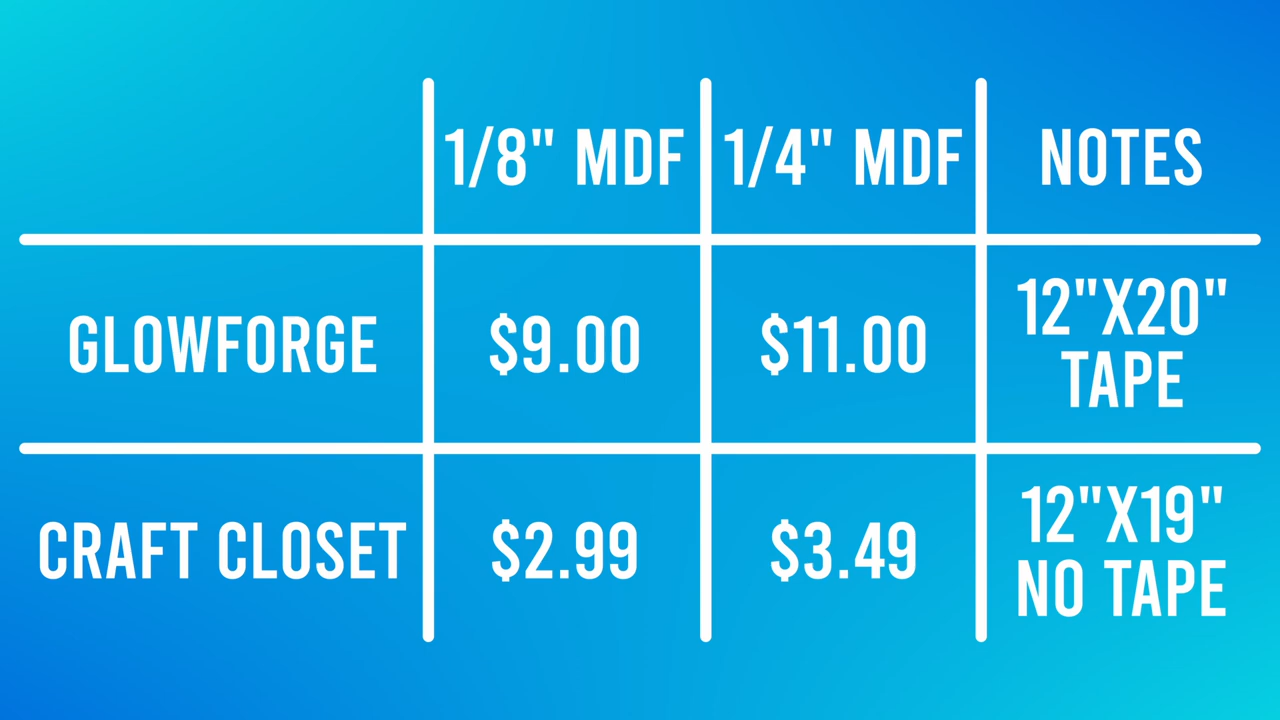 1/8" MDF 1/4" MDF NOTES
GLOWFORGE $9.00 $11.00 12"X20"
TAPE
CRAFT CLOSET $2.99 $3.49 12"X19"
NO TAPE